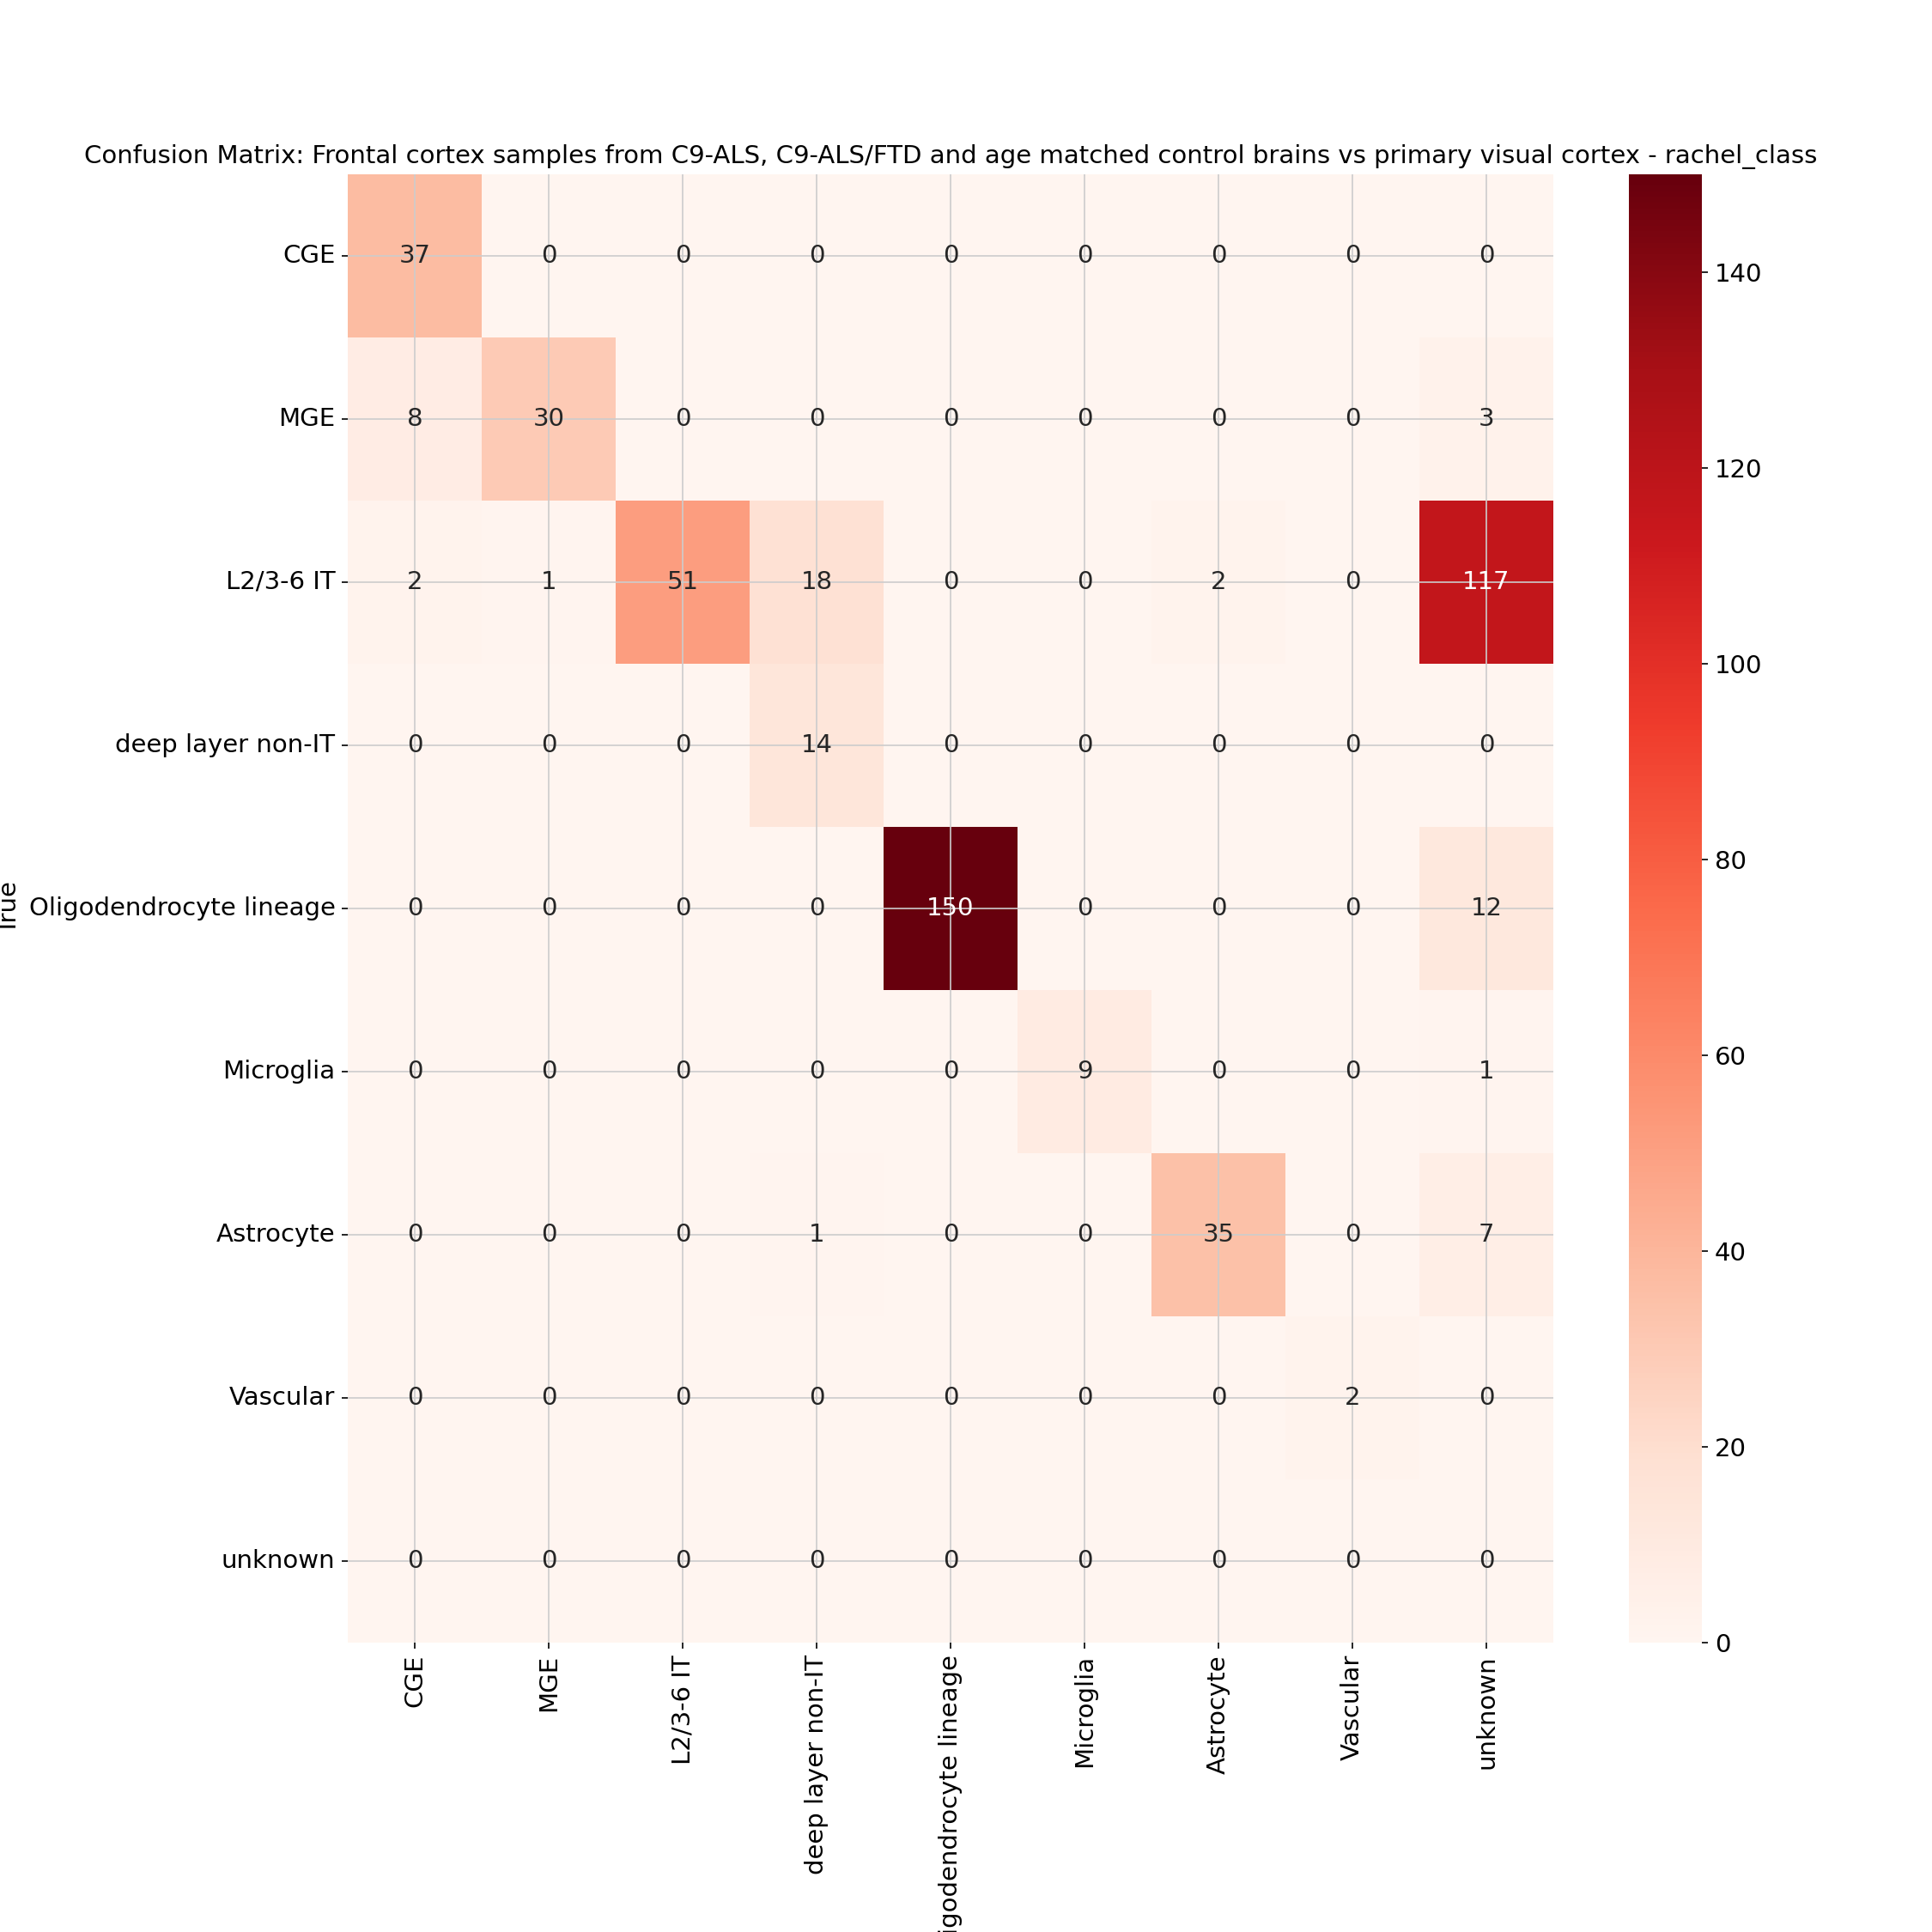 Confusion Matrix: Frontal cortex samples from C9-ALS, C9-ALS/FTD and age matched control brains vs primary visual cortex - rachel_class
CGE 37 0 0 0 0 0 0 0 0
MGE 8 30 0 0 0 0 0 0 3
L2/3-6 IT 2 1 51 18 0 0 2 0 117
deep layer non-IT 0 0 0 14 0 0 0 0 0
Oligodendrocyte lineage 0 0 0 0 150 0 0 0 12
Microglia 0 0 0 0 0 9 0 0 1
Astrocyte 0 0 0 1 0 0 35 0 7
Vascular 0 0 0 0 0 0 0 2 0
unknown 0 0 0 0 0 0 0 0 0
CGE
MGE
L2/3-6 IT
deep layer non-IT
igodendrocyte lineage
Microglia
Astrocyte
Vascular
unknown
140
120
100
80
60
40
20
0